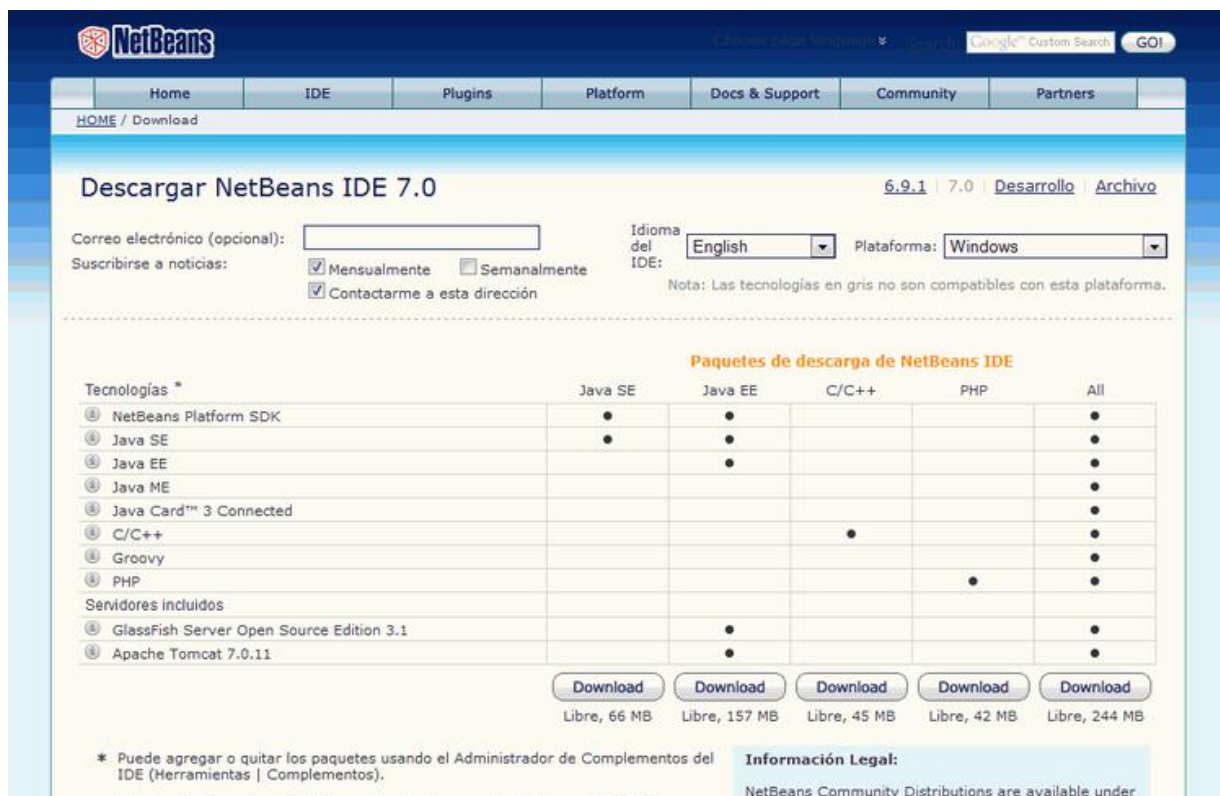 NetBeans
Choose page language
Search: Google™ Custom Search GO!
Home IDE Plugins Platform Docs & Support Community Partners
HOME / Download
Descargar NetBeans IDE 7.0
6.9.1 | 7.0 | Desarrollo | Archivo
Correo electrónico (opcional):
Suscribirse a noticias:
Mensualmente Semanalmente
Contactarme a esta dirección
Idioma del IDE: English Plataforma: Windows
Nota: Las tecnologías en gris no son compatibles con esta plataforma.
Paquetes de descarga de NetBeans IDE
Tecnologías * Java SE Java EE C/C++ PHP All
NetBeans Platform SDK ● ● ●
Java SE ● ● ●
Java EE ● ●
Java ME ●
Java Card™ 3 Connected ●
C/C++ ● ●
Groovy ●
PHP ● ●
Servidores incluidos
GlassFish Server Open Source Edition 3.1 ● ●
Apache Tomcat 7.0.11 ● ●
Download Download Download Download Download
Libre, 66 MB Libre, 157 MB Libre, 45 MB Libre, 42 MB Libre, 244 MB
* Puede agregar o quitar los paquetes usando el Administrador de Complementos del
IDE (Herramientas | Complementos).
Información Legal:
NetBeans Community Distributions are available under